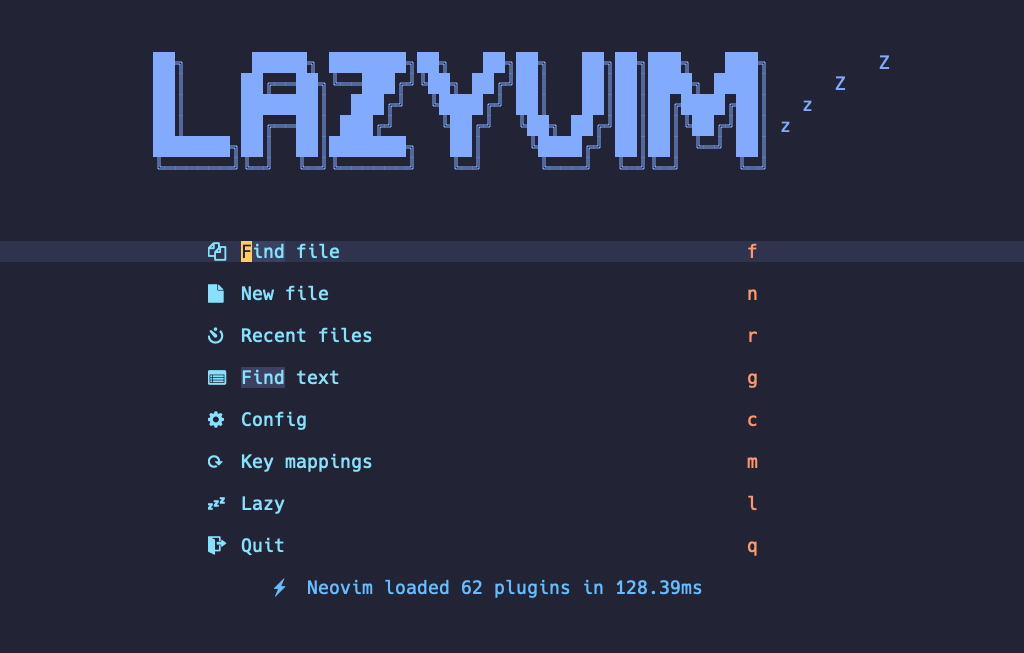 LAZYVIM
Z
Z
z
z
Find file f
New file n
Recent files r
Find text g
Config c
Key mappings m
zzz Lazy l
Quit q
Neovim loaded 62 plugins in 128.39ms